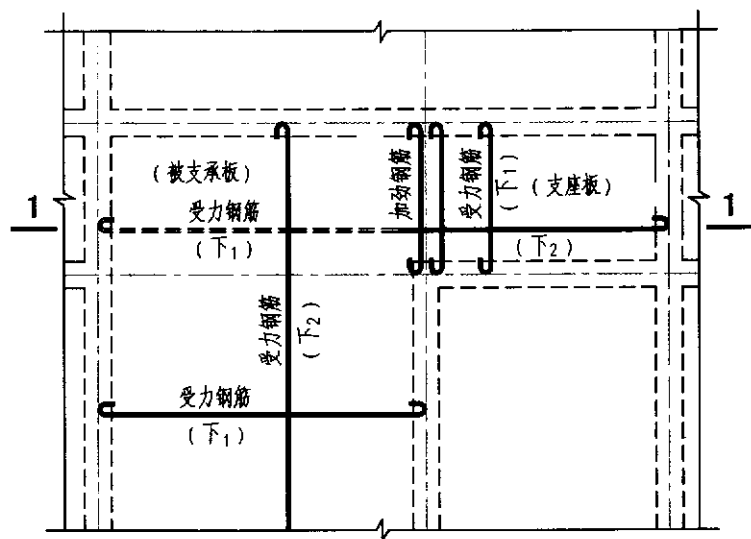 (被支承板)
加劲钢筋
受力钢筋
(下1)
(支座板)
1
受力钢筋
1
(下1)
(下2)
受力钢筋
(下2)
受力钢筋
(下1)